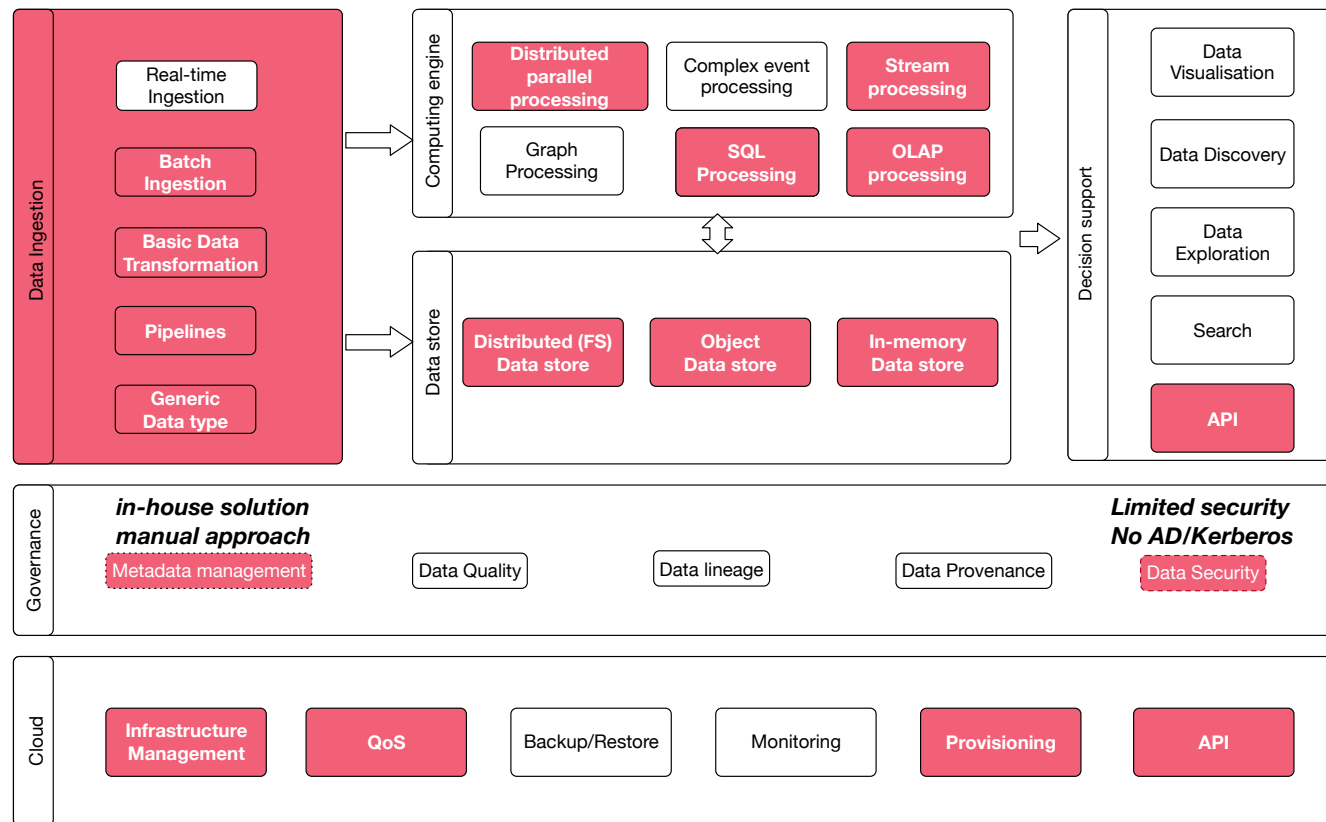 Data Ingestion
Real-time
Ingestion
Batch
Ingestion
Basic Data
Transformation
Pipelines
Generic
Data type
Computing engine
Distributed
parallel
processing
Complex event
processing
Stream
processing
Graph
Processing
SQL
Processing
OLAP
processing
Data store
Distributed (FS)
Data store
Object
Data store
In-memory
Data store
Decision support
Data
Visualisation
Data Discovery
Data
Exploration
Search
API
Governance
in-house solution
manual approach
Metadata management
Data Quality
Data lineage
Data Provenance
Limited security
No AD/Kerberos
Data Security
Cloud
Infrastructure
Management
QoS
Backup/Restore
Monitoring
Provisioning
API